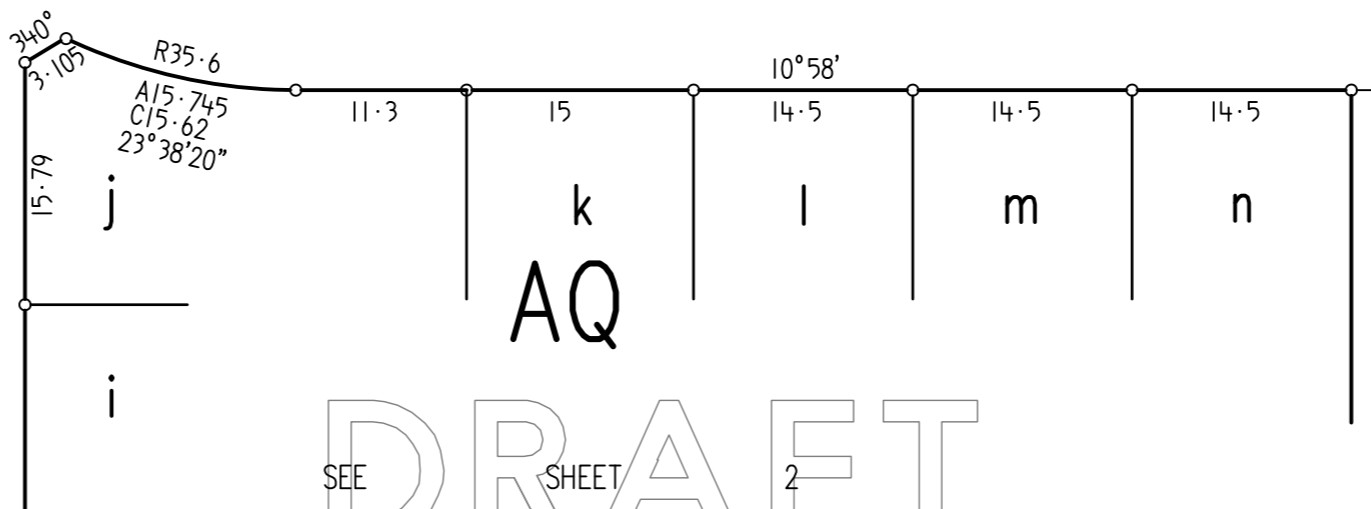 340°
3·105
R35·6
A15·745
C15·62
23°38'20"
10°58'
11·3
15
14·5
14·5
14·5
15·79
j
k
l
m
n
AQ
i
DRAFT
SEE SHEET 2